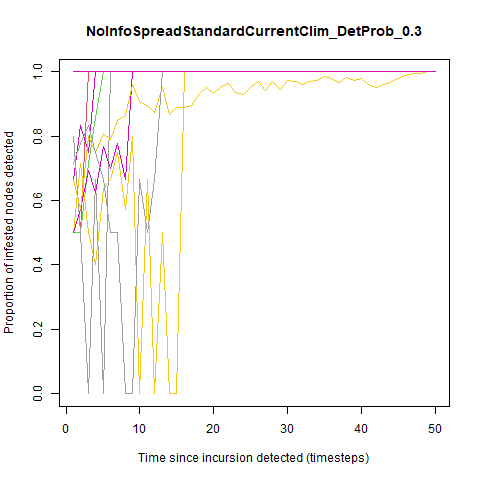 NoInfoSpreadStandardCurrentClim_DetProb_0.3
Proportion of infested nodes detected
1.0
0.8
0.6
0.4
0.2
0.0
0 10 20 30 40 50
Time since incursion detected (timesteps)